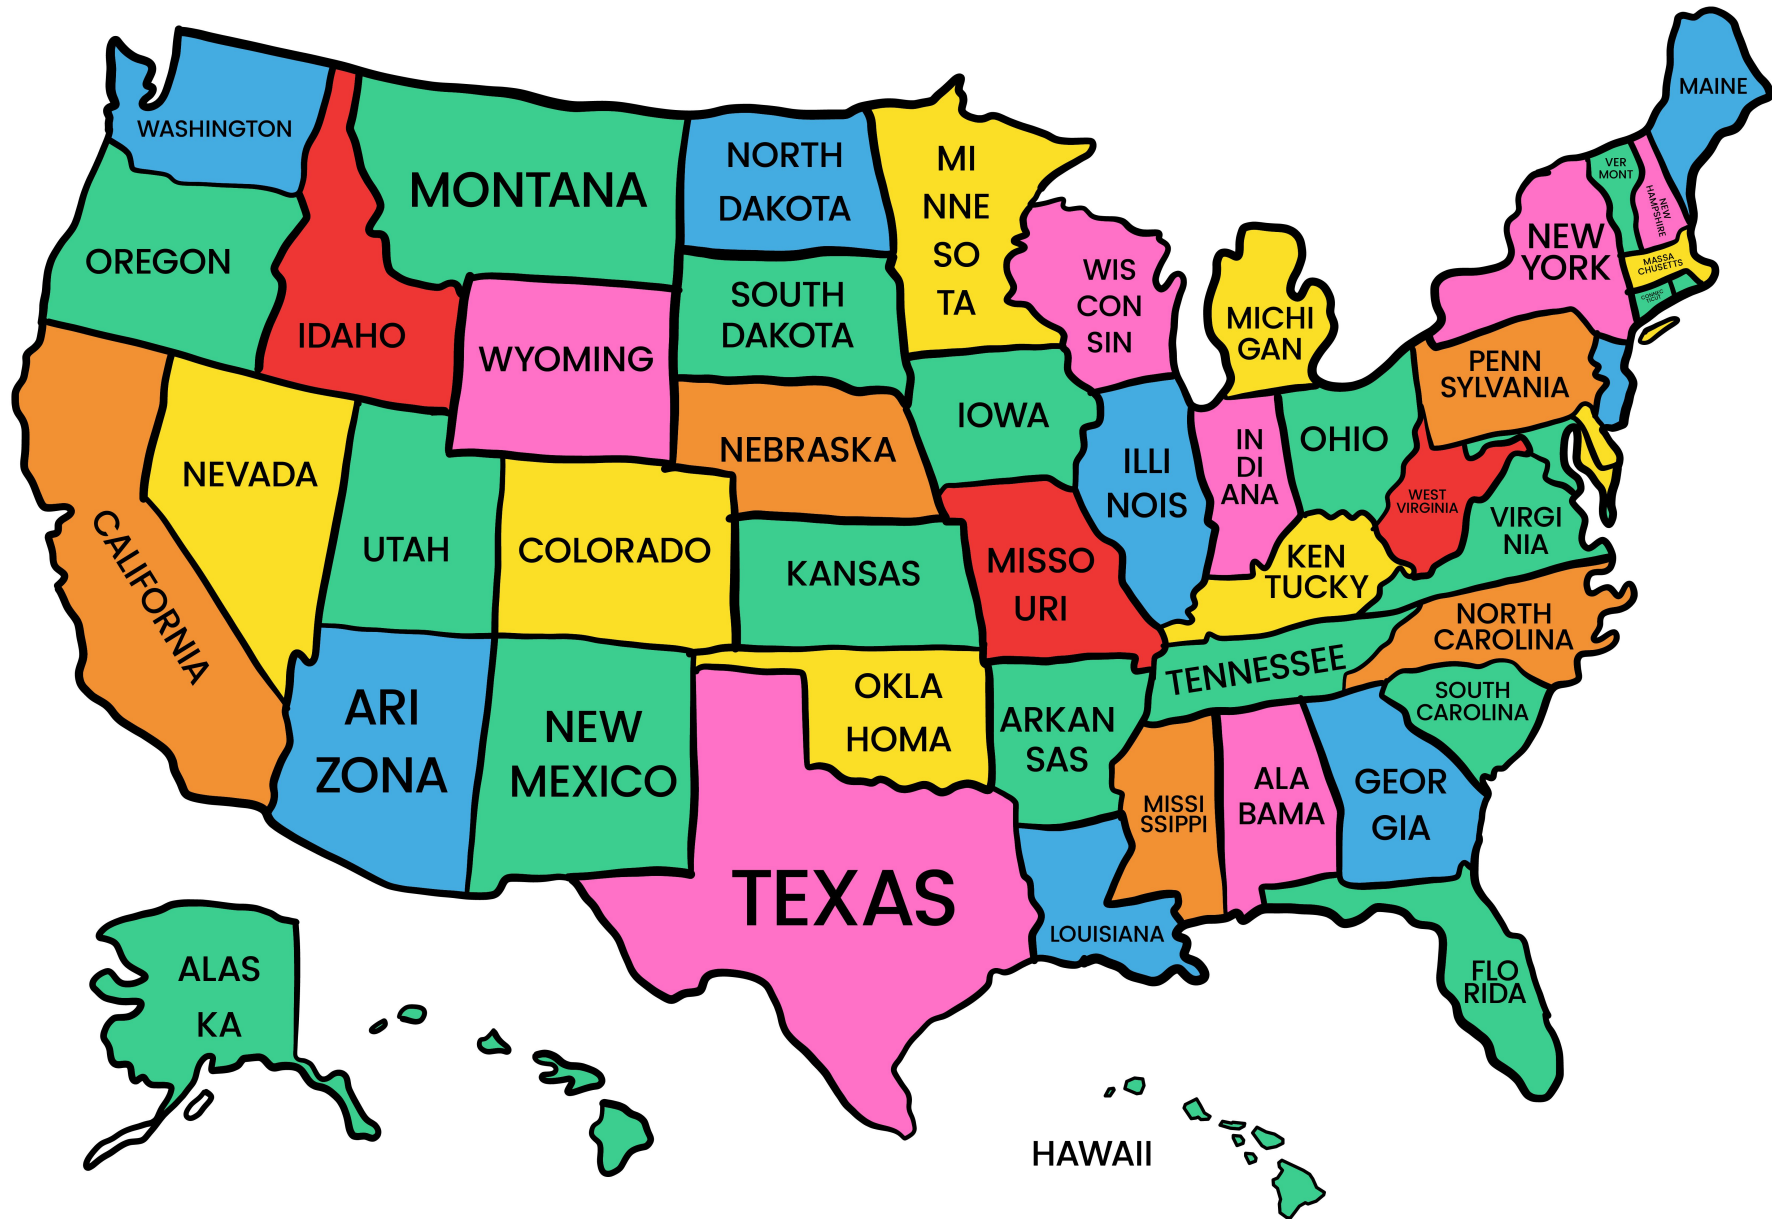 WASHINGTON
OREGON
CALIFORNIA
NEVADA
IDAHO
MONTANA
WYOMING
UTAH
COLORADO
ARI
ZONA
NEW
MEXICO
NORTH
DAKOTA
SOUTH
DAKOTA
NEBRASKA
KANSAS
OKLA
HOMA
TEXAS
MI
NNE
SO
TA
IOWA
MISSO
URI
ARKAN
SAS
LOUISIANA
WIS
CON
SIN
ILLI
NOIS
MICHI
GAN
IN
DI
ANA
OHIO
KEN
TUCKY
TENNESSEE
MISSI
SSIPPI
ALA
BAMA
GEOR
GIA
FLO
RIDA
SOUTH
CAROLINA
NORTH
CAROLINA
VIRGI
NIA
WEST
VIRGINIA
PENN
SYLVANIA
NEW
YORK
VER
MONT
NEW
HAMPSHIRE
MAINE
MASSA
CHUSETTS
CONNEC
TICUT
ALAS
KA
HAWAII